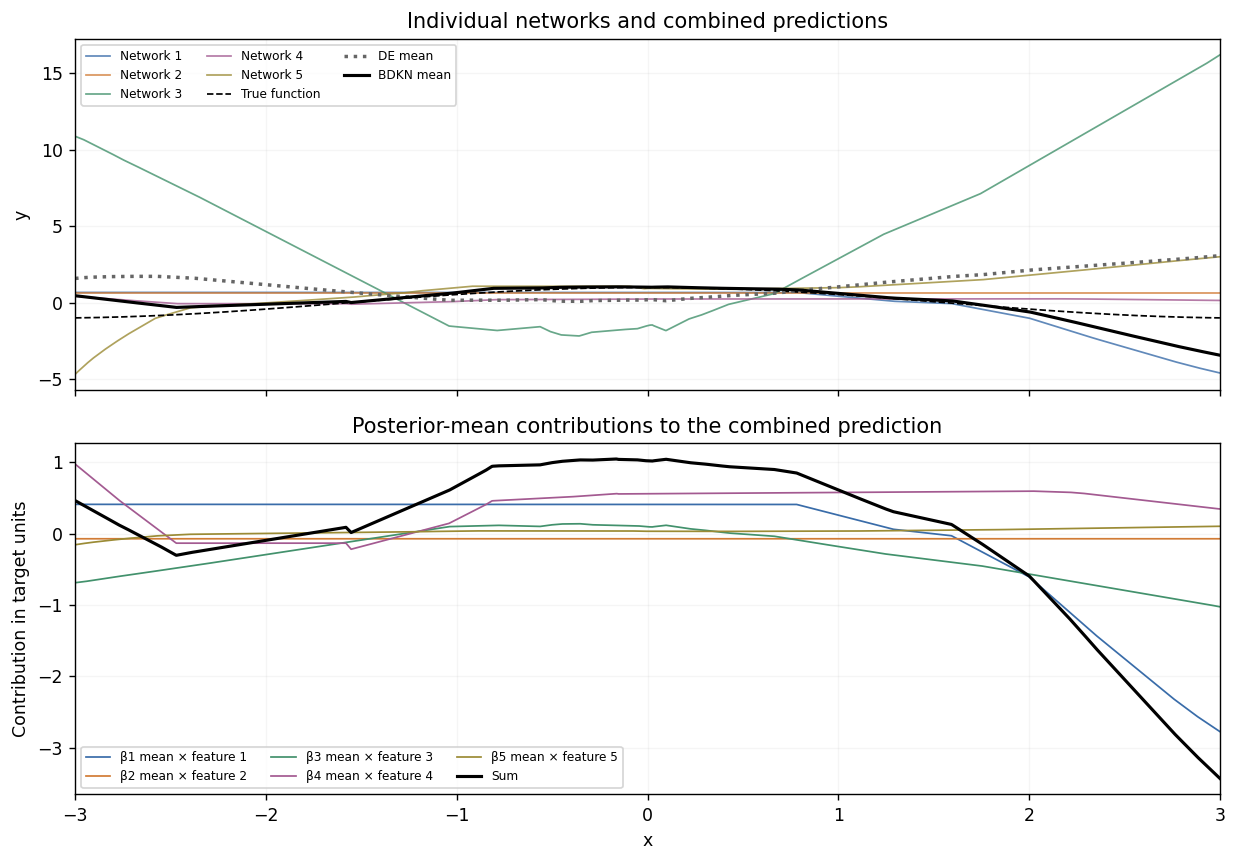 Individual networks and combined predictions
Network 1 Network 4 DE mean
Network 2 Network 5 BDKN mean
Network 3 True function
15
10
5
0
−5
y
Posterior-mean contributions to the combined prediction
1
0
−1
−2
−3
Contribution in target units
β1 mean × feature 1 β3 mean × feature 3 β5 mean × feature 5
β2 mean × feature 2 β4 mean × feature 4 Sum
−3 −2 −1 0 1 2 3
x